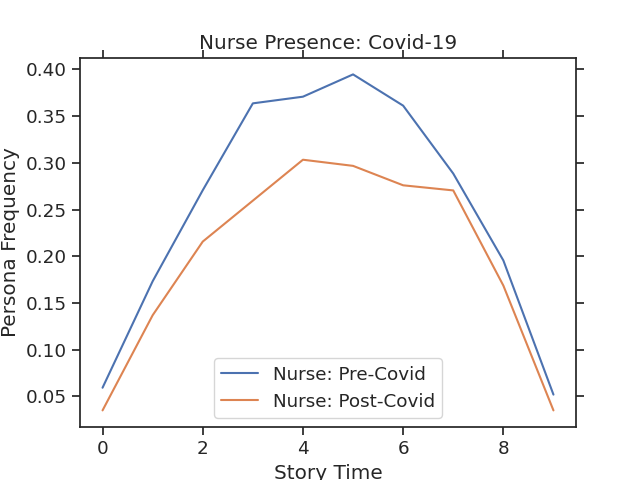 Nurse Presence: Covid-19
Persona Frequency
0.40
0.35
0.30
0.25
0.20
0.15
0.10
0.05
Nurse: Pre-Covid
Nurse: Post-Covid
0 2 4 6 8
Story Time